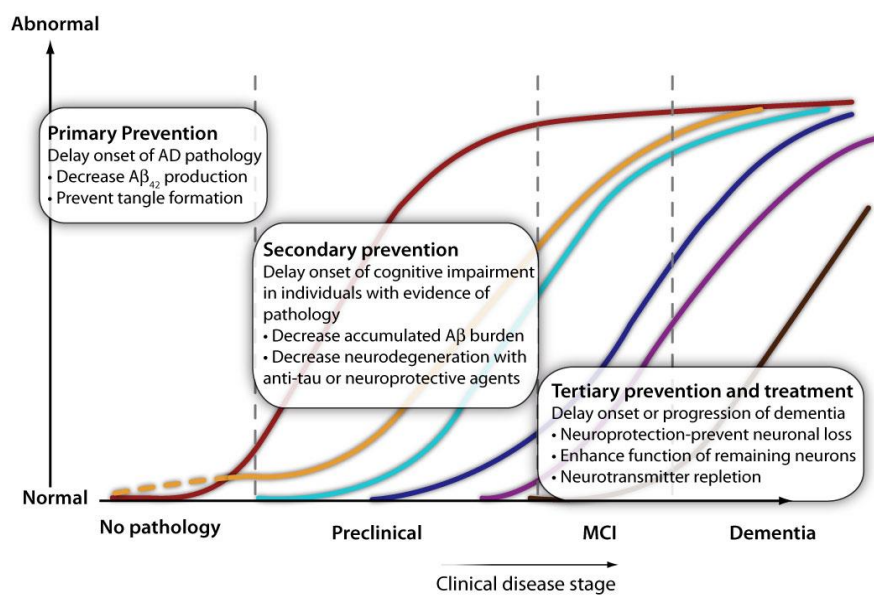 Abnormal
Primary Prevention
Delay onset of AD pathology
• Decrease Aβ₄₂ production
• Prevent tangle formation
Secondary prevention
Delay onset of cognitive impairment
in individuals with evidence of
pathology
• Decrease accumulated Aβ burden
• Decrease neurodegeneration with
anti-tau or neuroprotective agents
Tertiary prevention and treatment
Delay onset or progression of dementia
• Neuroprotection-prevent neuronal loss
• Enhance function of remaining neurons
• Neurotransmitter repletion
Normal
No pathology
Preclinical
MCI
Dementia
Clinical disease stage